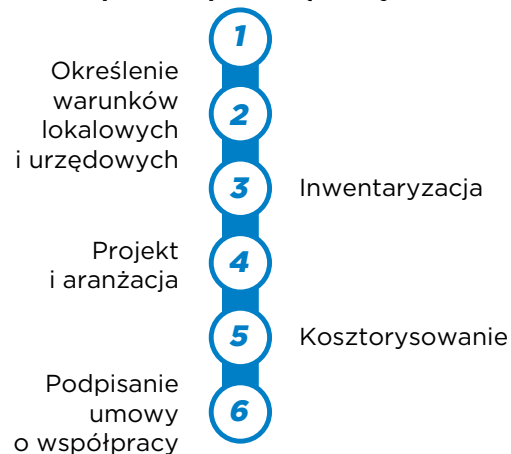 1
Określenie
warunków
lokalowych
i urzędowych
2
3
Inwentaryzacja
Projekt
i aranżacja
4
5
Kosztorysowanie
Podpisanie
umowy
o współpracy
6